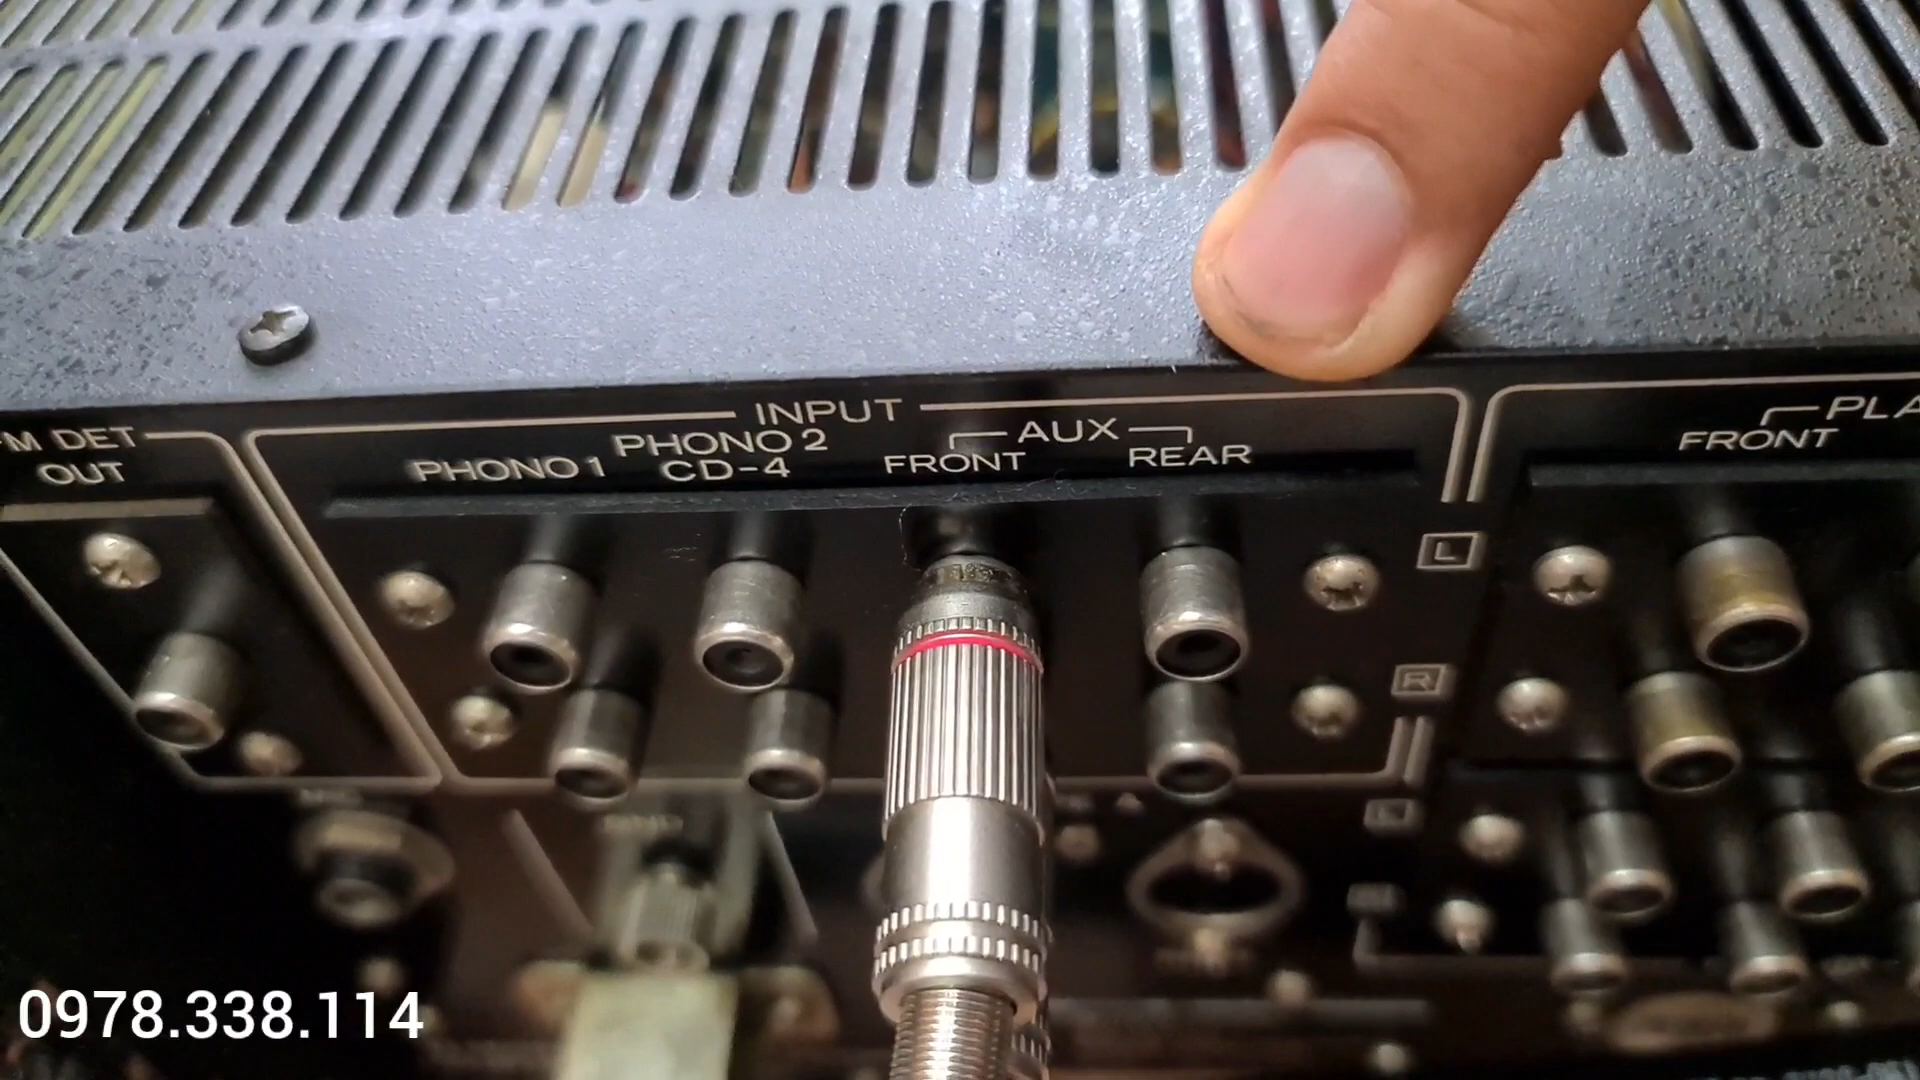 INPUT
FM DET
OUT
PHONO 1
PHONO 2
CD-4
AUX
FRONT
REAR
PLA
FRONT
L
R
0978.338.114